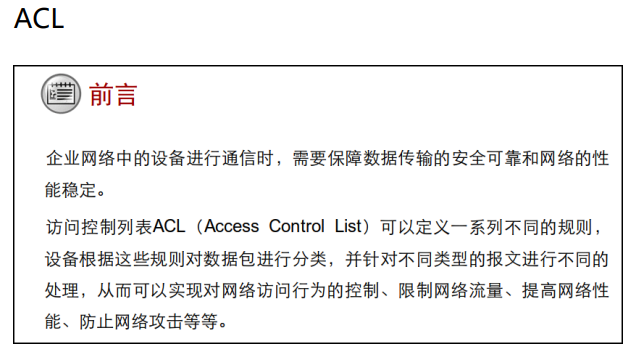 ACL
前言
企业网络中的设备进行通信时，需要保障数据传输的安全可靠和网络的性
能稳定。
访问控制列表ACL（Access Control List）可以定义一系列不同的规则，
设备根据这些规则对数据包进行分类，并针对不同类型的报文进行不同的
处理，从而可以实现对网络访问行为的控制、限制网络流量、提高网络性
能、防止网络攻击等等。